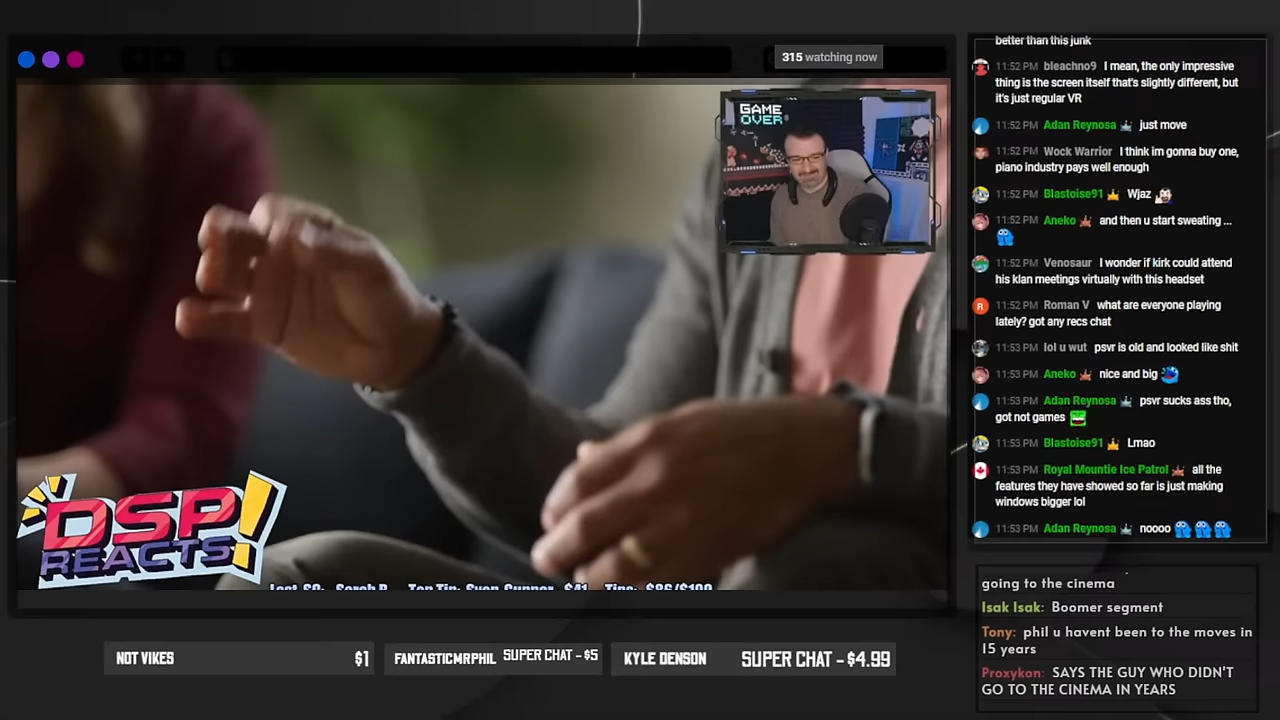 315 watching now
GAME
OVER
DSP!
REACTS
Tips: $86/$100
NOT VIKES $1
FANTASTICMRPHIL SUPER CHAT - $5
KYLE DENSON SUPER CHAT - $4.99
better than this junk
11:52 PM bleachno9 I mean, the only impressive
thing is the screen itself that's slightly different, but
it's just regular VR
11:52 PM Adan Reynosa just move
11:52 PM Wock Warrior I think im gonna buy one,
piano industry pays well enough
11:52 PM Blastoise91 Wjaz
11:52 PM Aneko and then u start sweating ...
11:52 PM Venosaur I wonder if kirk could attend
his klan meetings virtually with this headset
R 11:52 PM Roman V what are everyone playing
lately? got any recs chat
11:53 PM lol u wut psvr is old and looked like shit
11:53 PM Aneko nice and big
11:53 PM Adan Reynosa psvr sucks ass tho,
got not games
11:53 PM Blastoise91 Lmao
11:53 PM Royal Mountie Ice Patrol all the
features they have showed so far is just making
windows bigger lol
11:53 PM Adan Reynosa noooo
going to the cinema
Isak Isak: Boomer segment
Tony: phil u havent been to the moves in
15 years
Proxykon: SAYS THE GUY WHO DIDN'T
GO TO THE CINEMA IN YEARS